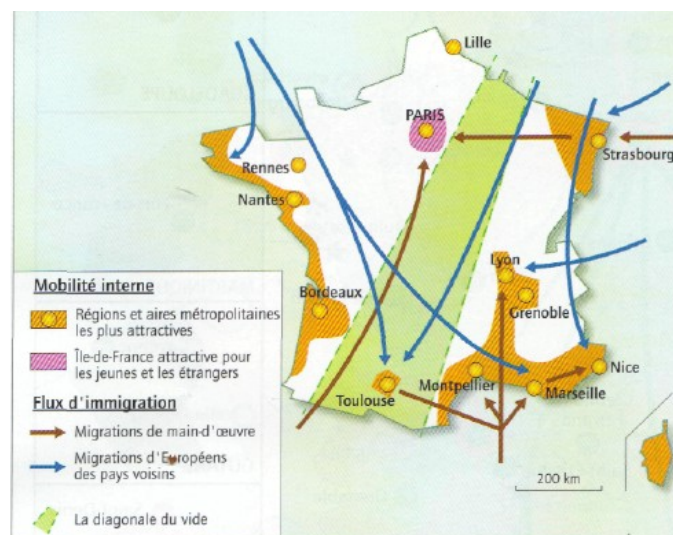 Lille
PARIS
Strasbourg
Rennes
Nantes
Lyon
Grenoble
Bordeaux
Nice
Montpellier
Marseille
Toulouse
200 km
Mobilité interne
Régions et aires métropolitaines
les plus attractives
Île-de-France attractive pour
les jeunes et les étrangers
Flux d'immigration
Migrations de main-d'œuvre
Migrations d'Européens
des pays voisins
La diagonale du vide